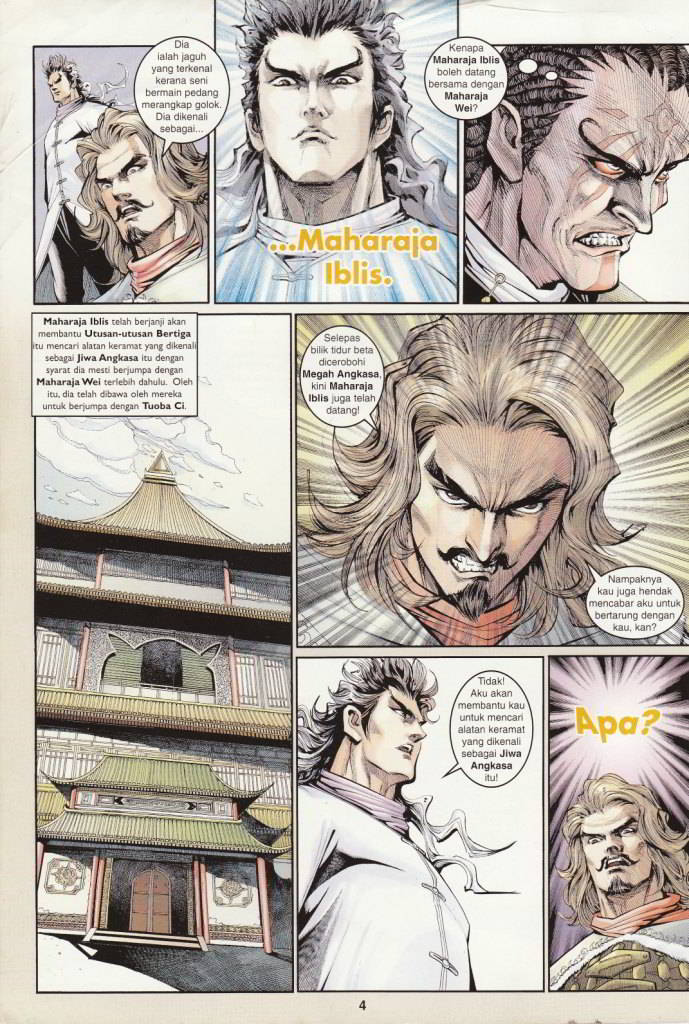 Dia
ialah jaguh
yang terkenal
kerana seni
bermain pedang
merangkap golok.
Dia dikenali
sebagai...
...Maharaja
Iblis.
Kenapa
Maharaja Iblis
boleh datang
bersama dengan
Maharaja
Wei?
Maharaja Iblis telah berjanji akan
membantu Utusan-utusan Bertiga
itu mencari alatan keramat yang dikenali
sebagai Jiwa Angkasa itu dengan
syarat dia mesti berjumpa dengan
Maharaja Wei terlebih dahulu. Oleh
itu, dia telah dibawa oleh mereka
untuk berjumpa dengan Tuoba Ci.
Selepas
bilik tidur beta
dicerobohi
Megah Angkasa,
kini Maharaja
Iblis juga telah
datang!
Nampaknya
kau juga hendak
mencabar aku untuk
bertarung dengan
kau, kan?
Tidak!
Aku akan
membantu kau
untuk mencari
alatan keramat
yang dikenali
sebagai Jiwa
Angkasa
itu!
Apa?
4